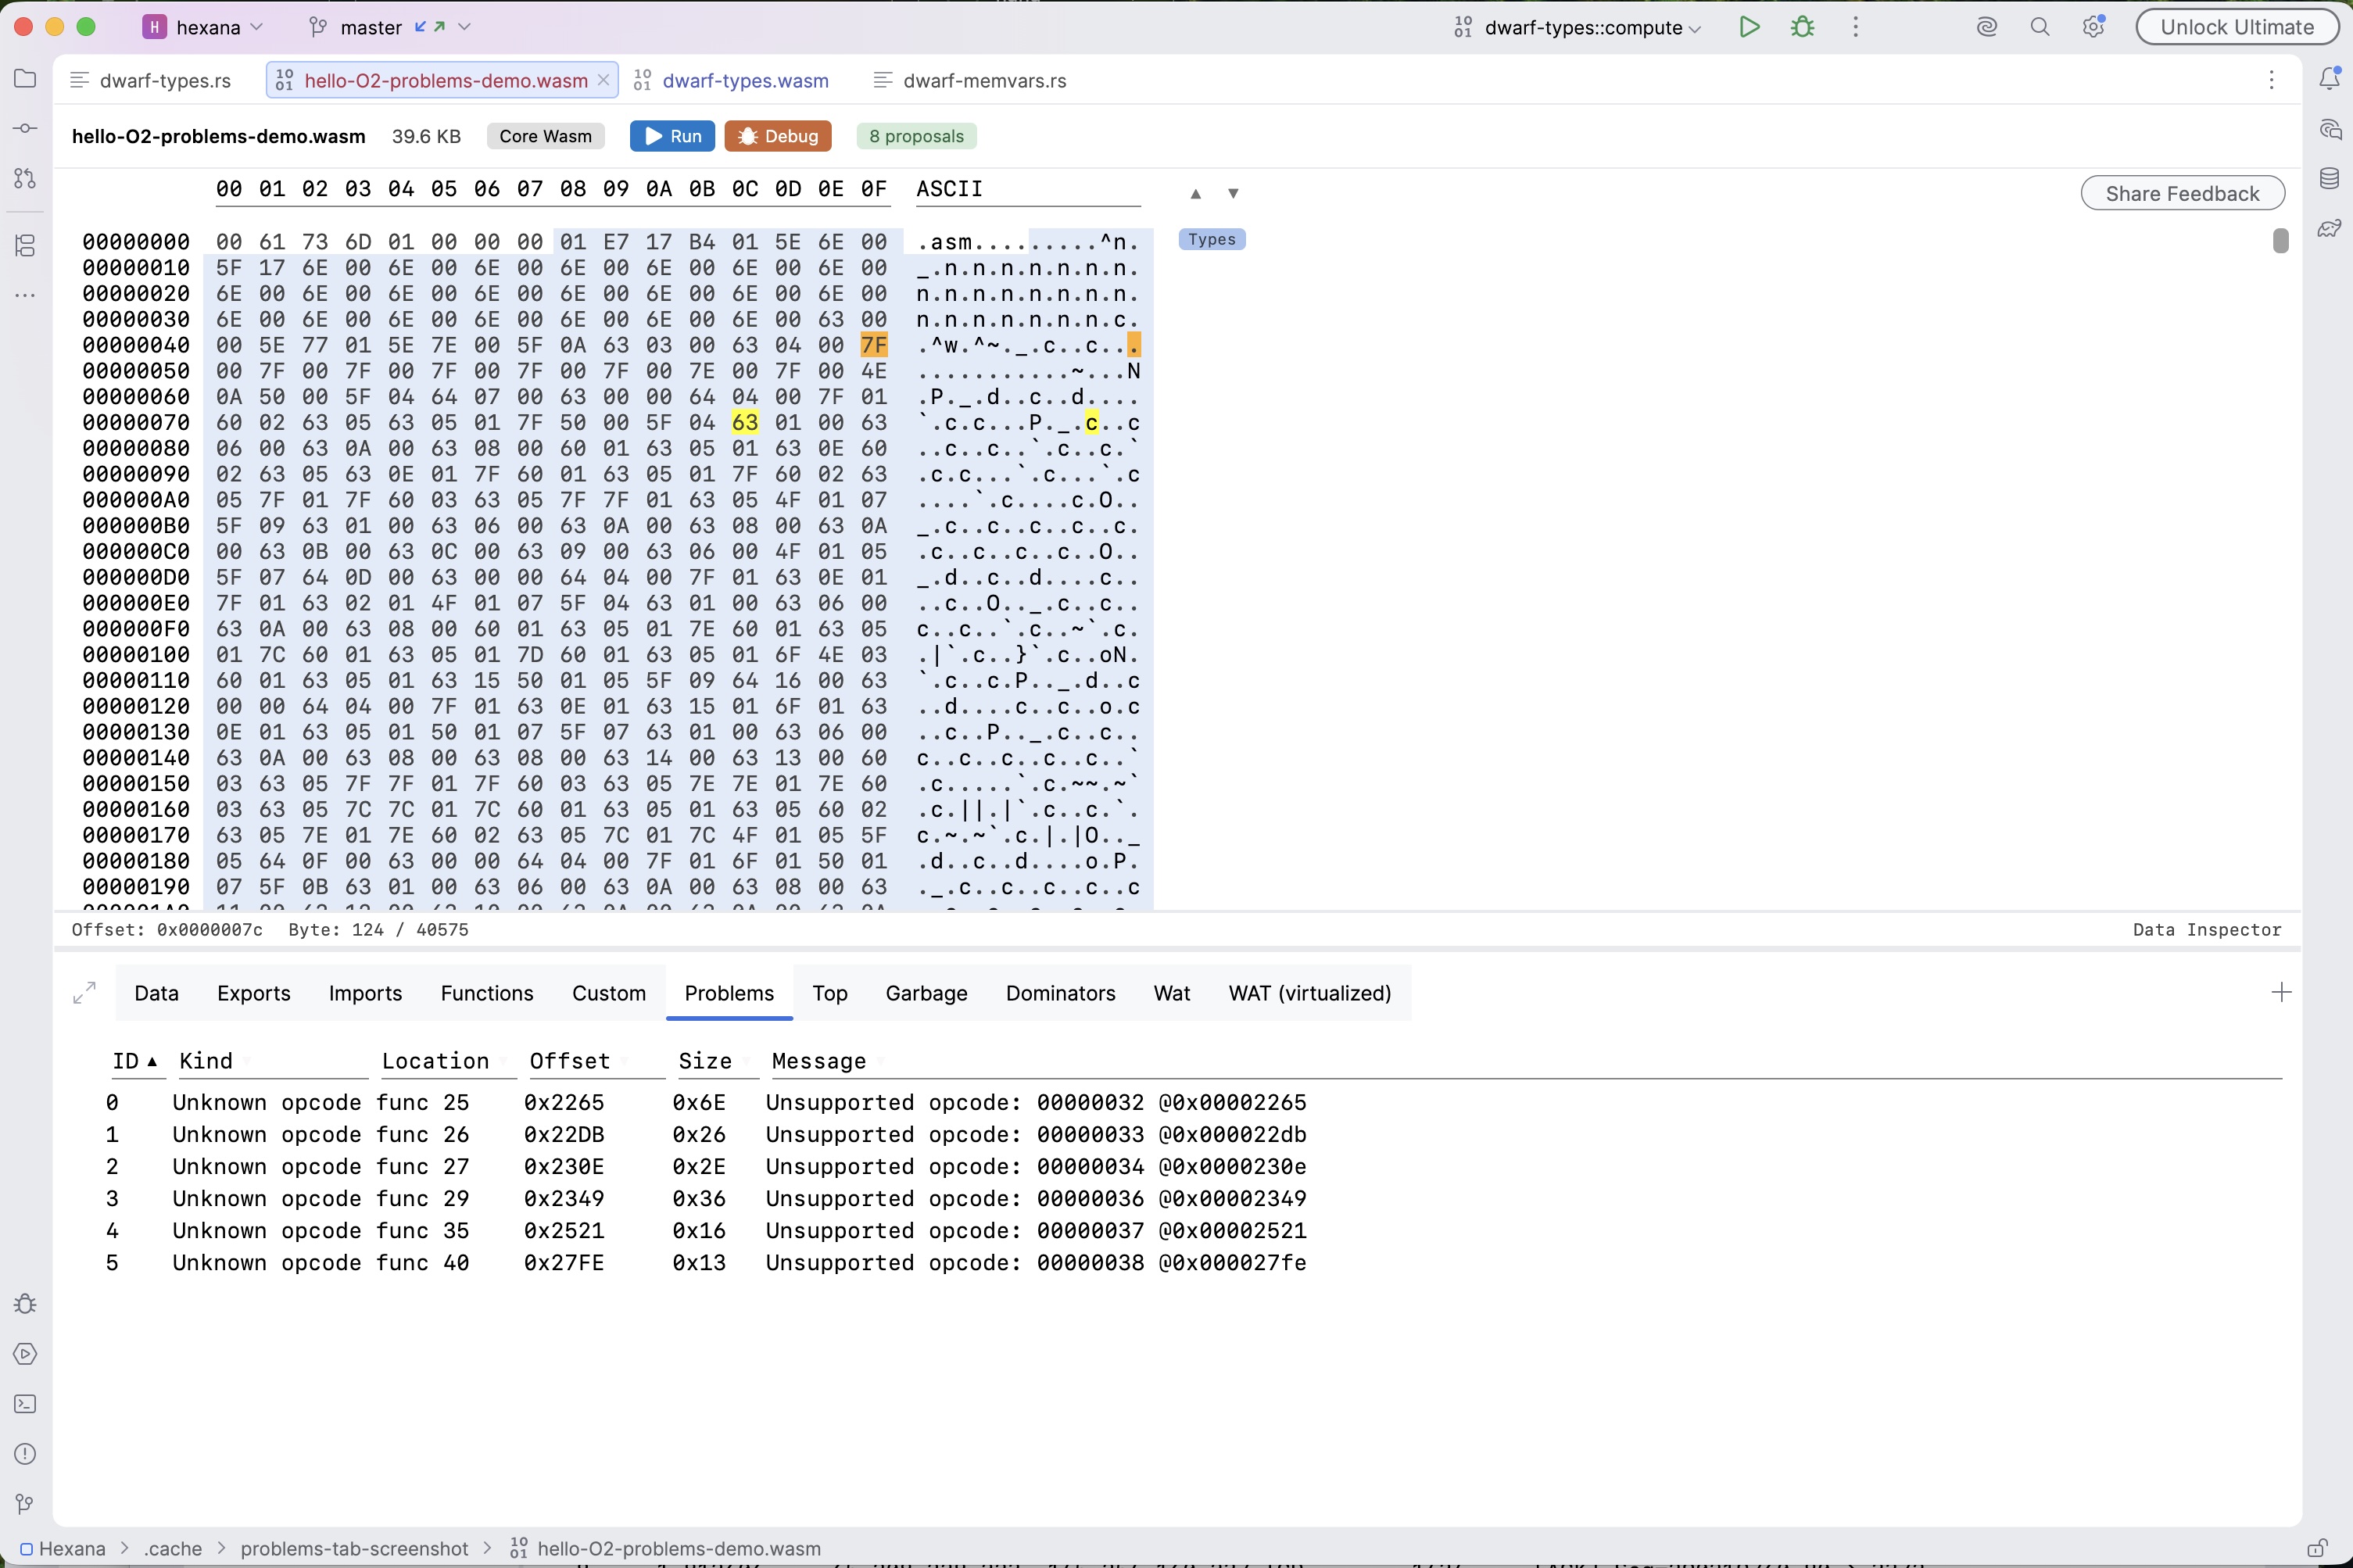 H hexana master dwarf-types::compute Unlock Ultimate
dwarf-types.rs hello-O2-problems-demo.wasm dwarf-types.wasm dwarf-memvars.rs
hello-O2-problems-demo.wasm 39.6 KB Core Wasm Run Debug 8 proposals
00 01 02 03 04 05 06 07 08 09 0A 0B 0C 0D 0E 0F ASCII
Share Feedback
Types
00000000 00 61 73 6D 01 00 00 00 01 E7 17 B4 01 5E 6E 00 .asm.........^n.
00000010 5F 17 6E 00 6E 00 6E 00 6E 00 6E 00 6E 00 6E 00 _.n.n.n.n.n.n.n.
00000020 6E 00 6E 00 6E 00 6E 00 6E 00 6E 00 6E 00 6E 00 n.n.n.n.n.n.n.n.
00000030 6E 00 6E 00 6E 00 6E 00 6E 00 6E 00 6E 00 63 00 n.n.n.n.n.n.n.c.
00000040 00 5E 77 01 5E 7E 00 5F 0A 63 03 00 63 04 00 7F .^w.^~._.c..c...
00000050 00 7F 00 7F 00 7F 00 7F 00 7F 00 7E 00 7F 00 4E ...........~...N
00000060 0A 50 00 5F 04 64 07 00 63 00 00 64 04 00 7F 01 .P._.d..c..d....
00000070 60 02 63 05 63 05 01 7F 50 00 5F 04 63 01 00 63 `.c.c...P._.c..c
00000080 06 00 63 0A 00 63 08 00 60 01 63 05 01 63 0E 60 ..c..c..`.c..c.`
00000090 02 63 05 63 0E 01 7F 60 01 63 05 01 7F 60 02 63 .c.c...`.c...`.c
000000A0 05 7F 01 7F 60 03 63 05 7F 7F 01 63 05 4F 01 07 ....`.c....c.O..
000000B0 5F 09 63 01 00 63 06 00 63 0A 00 63 08 00 63 0A _.c..c..c..c..c.
000000C0 00 63 0B 00 63 0C 00 63 09 00 63 06 00 4F 01 05 .c..c..c..c..O..
000000D0 5F 07 64 0D 00 63 00 00 64 04 00 7F 01 63 0E 01 _.d..c..d....c..
000000E0 7F 01 63 02 01 4F 01 07 5F 04 63 01 00 63 06 00 ..c..O.._.c..c..
000000F0 63 0A 00 63 08 00 60 01 63 05 01 7E 60 01 63 05 c..c..`.c..~`.c.
00000100 01 7C 60 01 63 05 01 7D 60 01 63 05 01 6F 4E 03 .|`.c..}`.c..oN.
00000110 60 01 63 05 01 63 15 50 01 05 5F 09 64 16 00 63 `.c..c.P.._.d..c
00000120 00 00 64 04 00 7F 01 63 0E 01 63 15 01 6F 01 63 ..d....c..c..o.c
00000130 0E 01 63 05 01 50 01 07 5F 07 63 01 00 63 06 00 ..c..P.._.c..c..
00000140 63 0A 00 63 08 00 63 08 00 63 14 00 63 13 00 60 c..c..c..c..c..`
00000150 03 63 05 7F 7F 01 7F 60 03 63 05 7E 7E 01 7E 60 .c.....`.c.~~.~`
00000160 03 63 05 7C 7C 01 7C 60 01 63 05 01 63 05 60 02 .c.||.|`.c..c.`.
00000170 63 05 7E 01 7E 60 02 63 05 7C 01 7C 4F 01 05 5F c.~.~`.c.|.|O.._
00000180 05 64 0F 00 63 00 00 64 04 00 7F 01 6F 01 50 01 .d..c..d....o.P.
00000190 07 5F 0B 63 01 00 63 06 00 63 0A 00 63 08 00 63 ._.c..c..c..c..c
Offset: 0x0000007c Byte: 124 / 40575 Data Inspector
Data Exports Imports Functions Custom Problems Top Garbage Dominators Wat WAT (virtualized)
ID Kind Location Offset Size Message
0 Unknown opcode func 25 0x2265 0x6E Unsupported opcode: 00000032 @0x00002265
1 Unknown opcode func 26 0x22DB 0x26 Unsupported opcode: 00000033 @0x000022db
2 Unknown opcode func 27 0x230E 0x2E Unsupported opcode: 00000034 @0x0000230e
3 Unknown opcode func 29 0x2349 0x36 Unsupported opcode: 00000036 @0x00002349
4 Unknown opcode func 35 0x2521 0x16 Unsupported opcode: 00000037 @0x00002521
5 Unknown opcode func 40 0x27FE 0x13 Unsupported opcode: 00000038 @0x000027fe
Hexana > .cache > problems-tab-screenshot > hello-O2-problems-demo.wasm